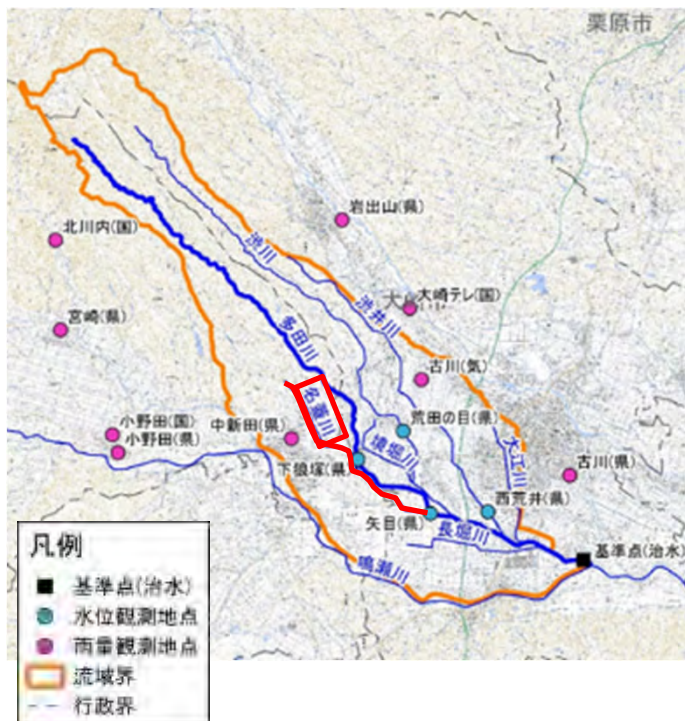 栗原市
岩出山(県)
北川内(国)
渋川
大
大崎テレ(国)
渋井川
宮崎(県)
多田川
古川(気)
名蓋川
荒田の目(県)
小野田(国)
中新田(県)
小野田(県)
境堀川
大江川
下狼塚(県)
古川(県)
西荒井(県)
矢目(県)
長堀川
基準点(治水)
鳴瀬川
凡例
基準点(治水)
水位観測地点
雨量観測地点
流域界
行政界